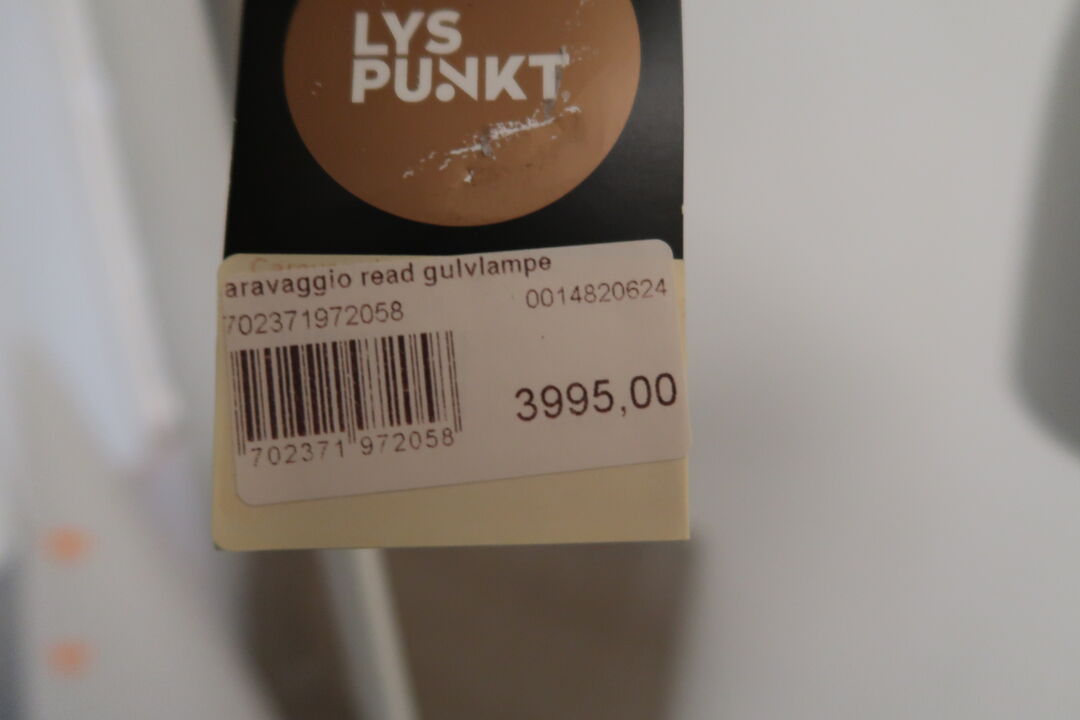 LYS
PUNKT
aravaggio read gulvlampe
702371972058 0014820624
3995,00
702371 972058